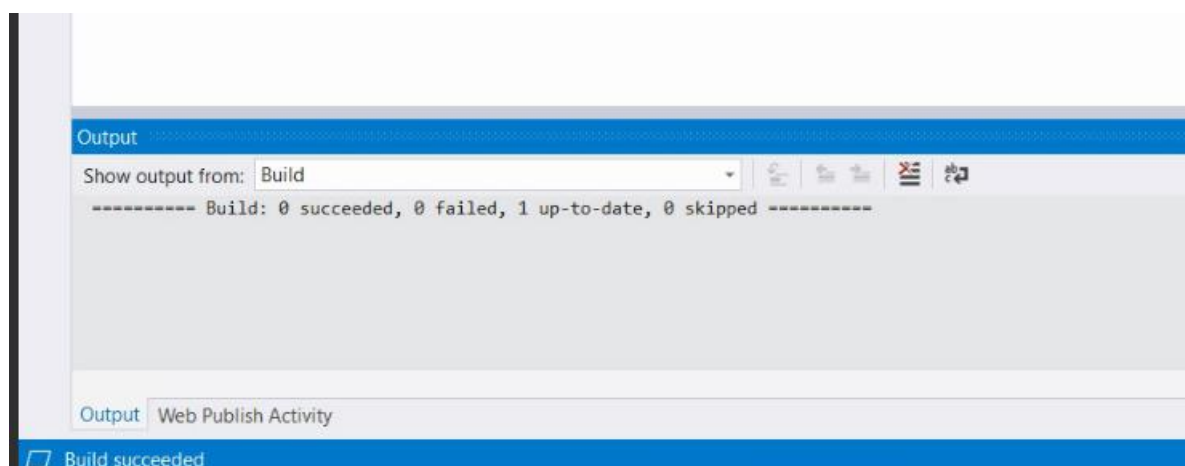 Output
Show output from: Build
---------- Build: 0 succeeded, 0 failed, 1 up-to-date, 0 skipped ----------
Output Web Publish Activity
Build succeeded